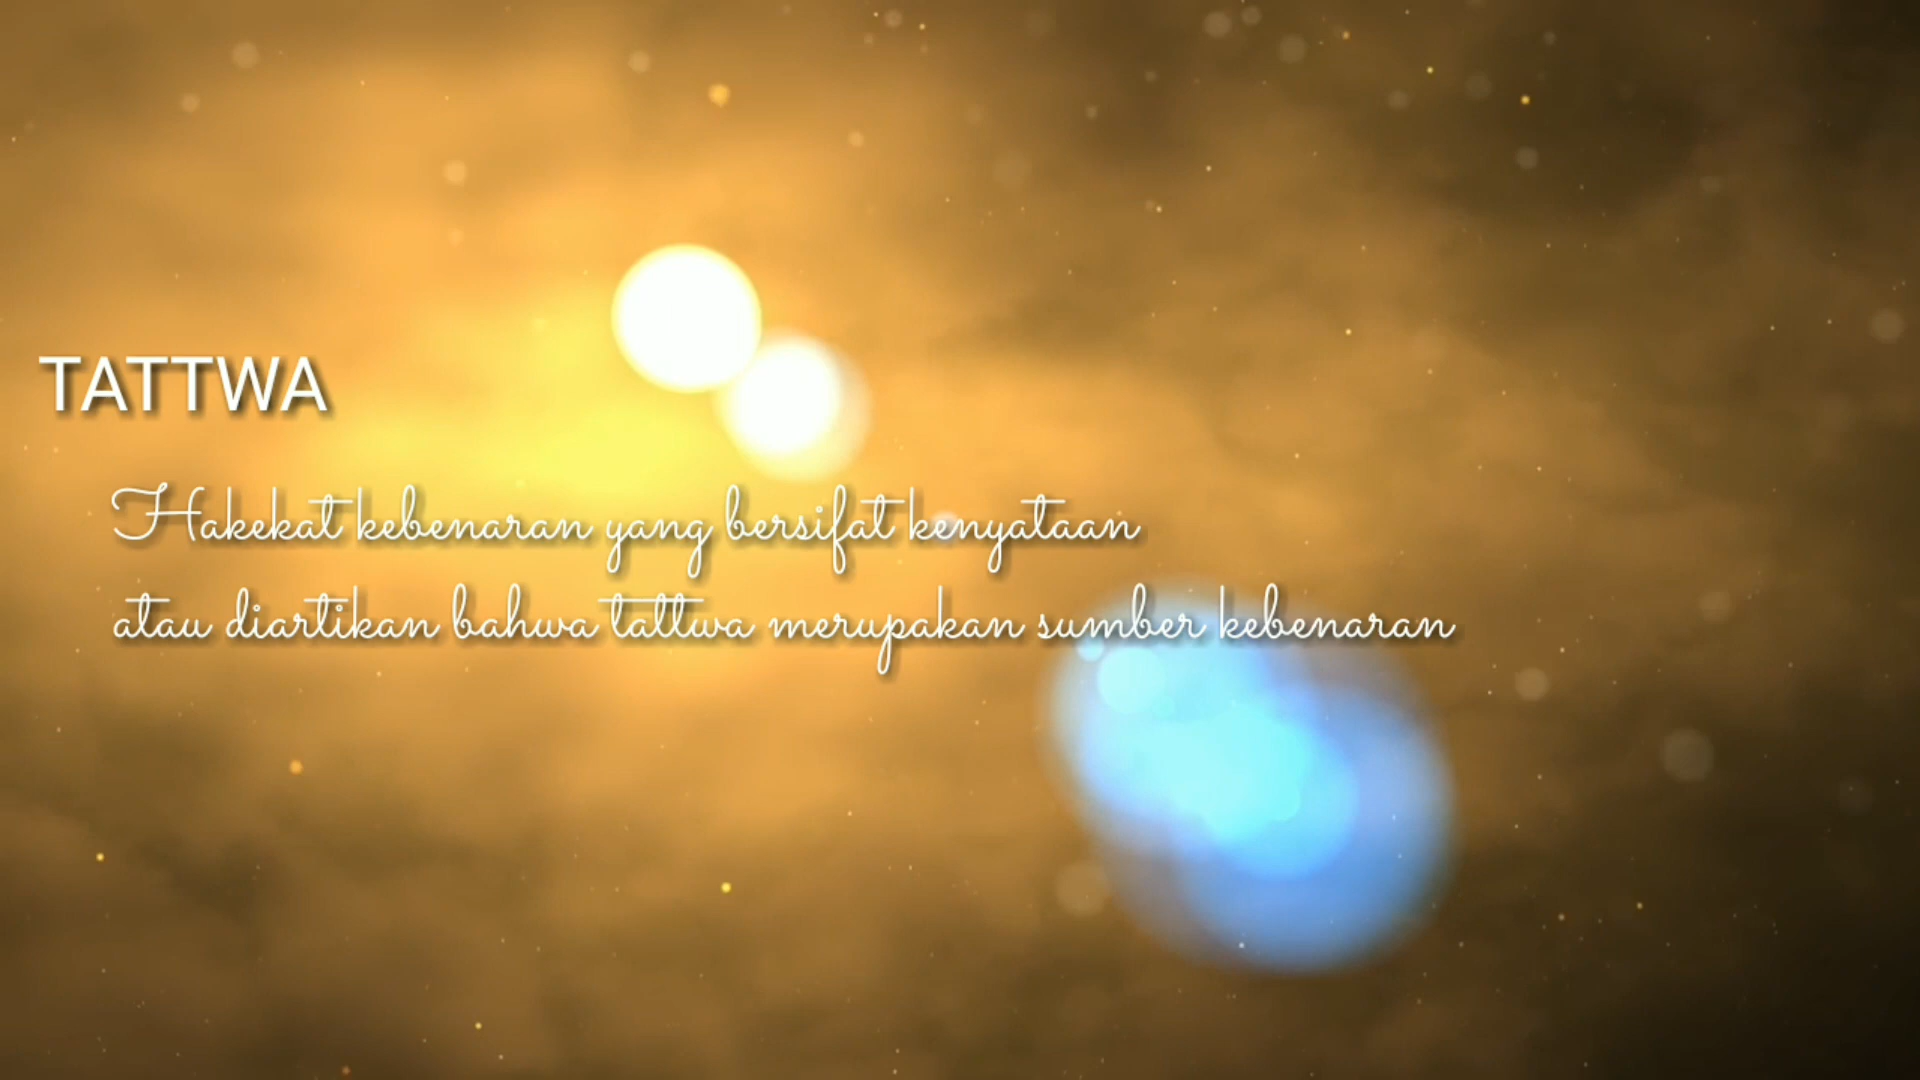 TATTWA
Hakekat kebenaran yang bersifat kenyataan
atau diartikan bahwa tattwa merupakan sumber kebenaran